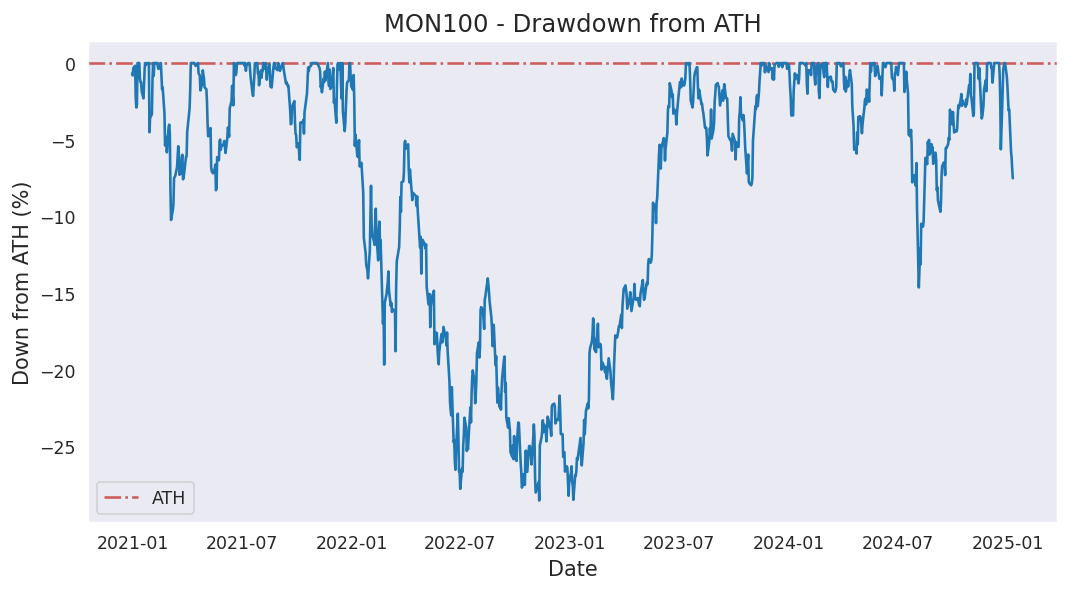 MON100 - Drawdown from ATH
Down from ATH (%)
0
−5
−10
−15
−20
−25
ATH
2021-01 2021-07 2022-01 2022-07 2023-01 2023-07 2024-01 2024-07 2025-01
Date